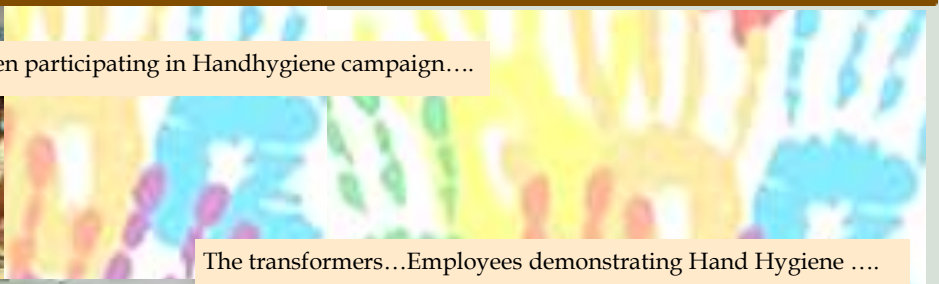 en participating in Handhygiene campaign….
The transformers…Employees demonstrating Hand Hygiene ….